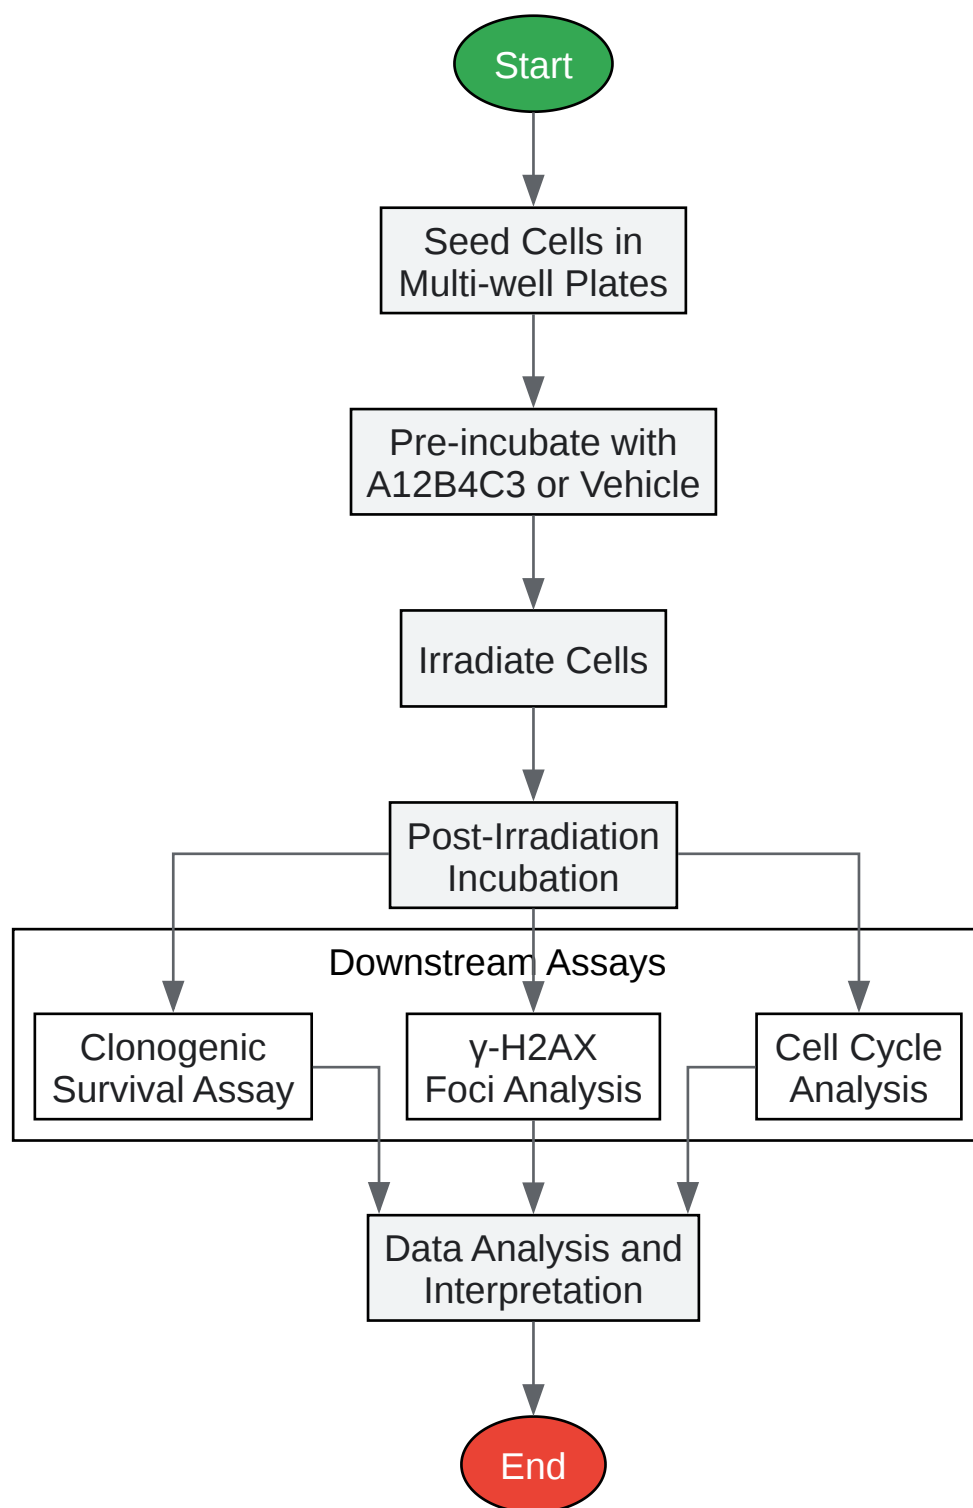 Start
Seed Cells in
Multi-well Plates
Pre-incubate with
A12B4C3 or Vehicle
Irradiate Cells
Post-Irradiation
Incubation
Downstream Assays
Clonogenic
Survival Assay
γ-H2AX
Foci Analysis
Cell Cycle
Analysis
Data Analysis and
Interpretation
End